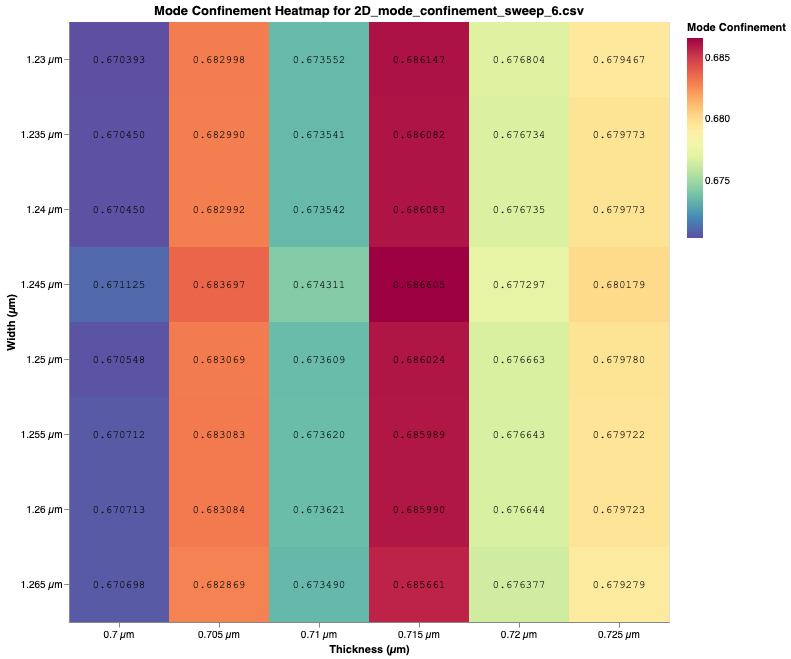 Mode Confinement Heatmap for 2D_mode_confinement_sweep_6.csv
Mode Confinement
0.685
0.680
0.675
Width (µm)
1.23 µm 0.670393 0.682998 0.673552 0.686147 0.676804 0.679467
1.235 µm 0.670450 0.682990 0.673541 0.686082 0.676734 0.679773
1.24 µm 0.670450 0.682992 0.673542 0.686083 0.676735 0.679773
1.245 µm 0.671125 0.683697 0.674311 0.686605 0.677297 0.680179
1.25 µm 0.670548 0.683069 0.673609 0.686024 0.676663 0.679780
1.255 µm 0.670712 0.683083 0.673620 0.685989 0.676643 0.679722
1.26 µm 0.670713 0.683084 0.673621 0.685990 0.676644 0.679723
1.265 µm 0.670698 0.682869 0.673490 0.685661 0.676377 0.679279
0.7 µm 0.705 µm 0.71 µm 0.715 µm 0.72 µm 0.725 µm
Thickness (µm)